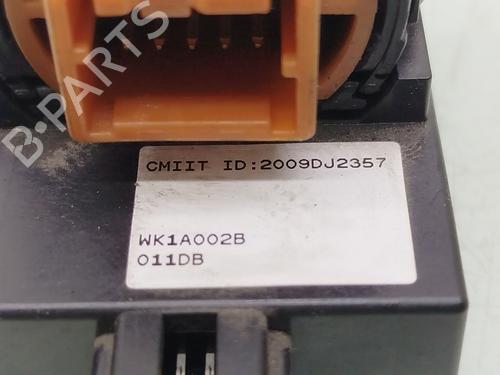 B-PARTS
CMIIT ID:2009DJ2357
WK1A002B
011DB